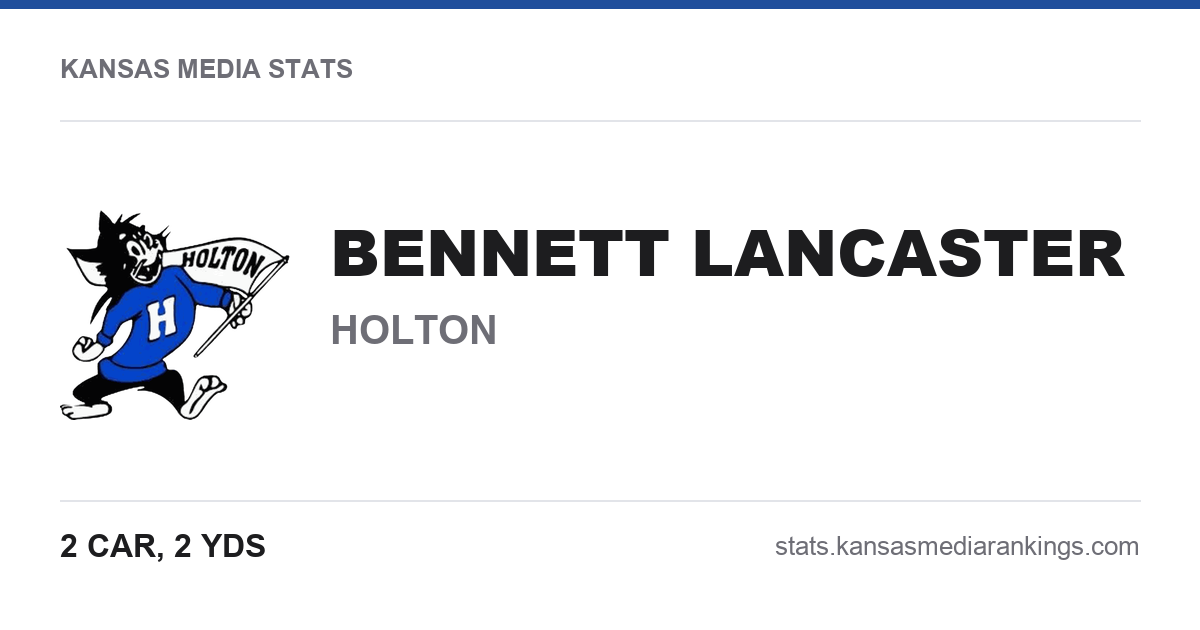 KANSAS MEDIA STATS
HOLTON
H
BENNETT LANCASTER
HOLTON
2 CAR, 2 YDS
stats.kansasmediarankings.com